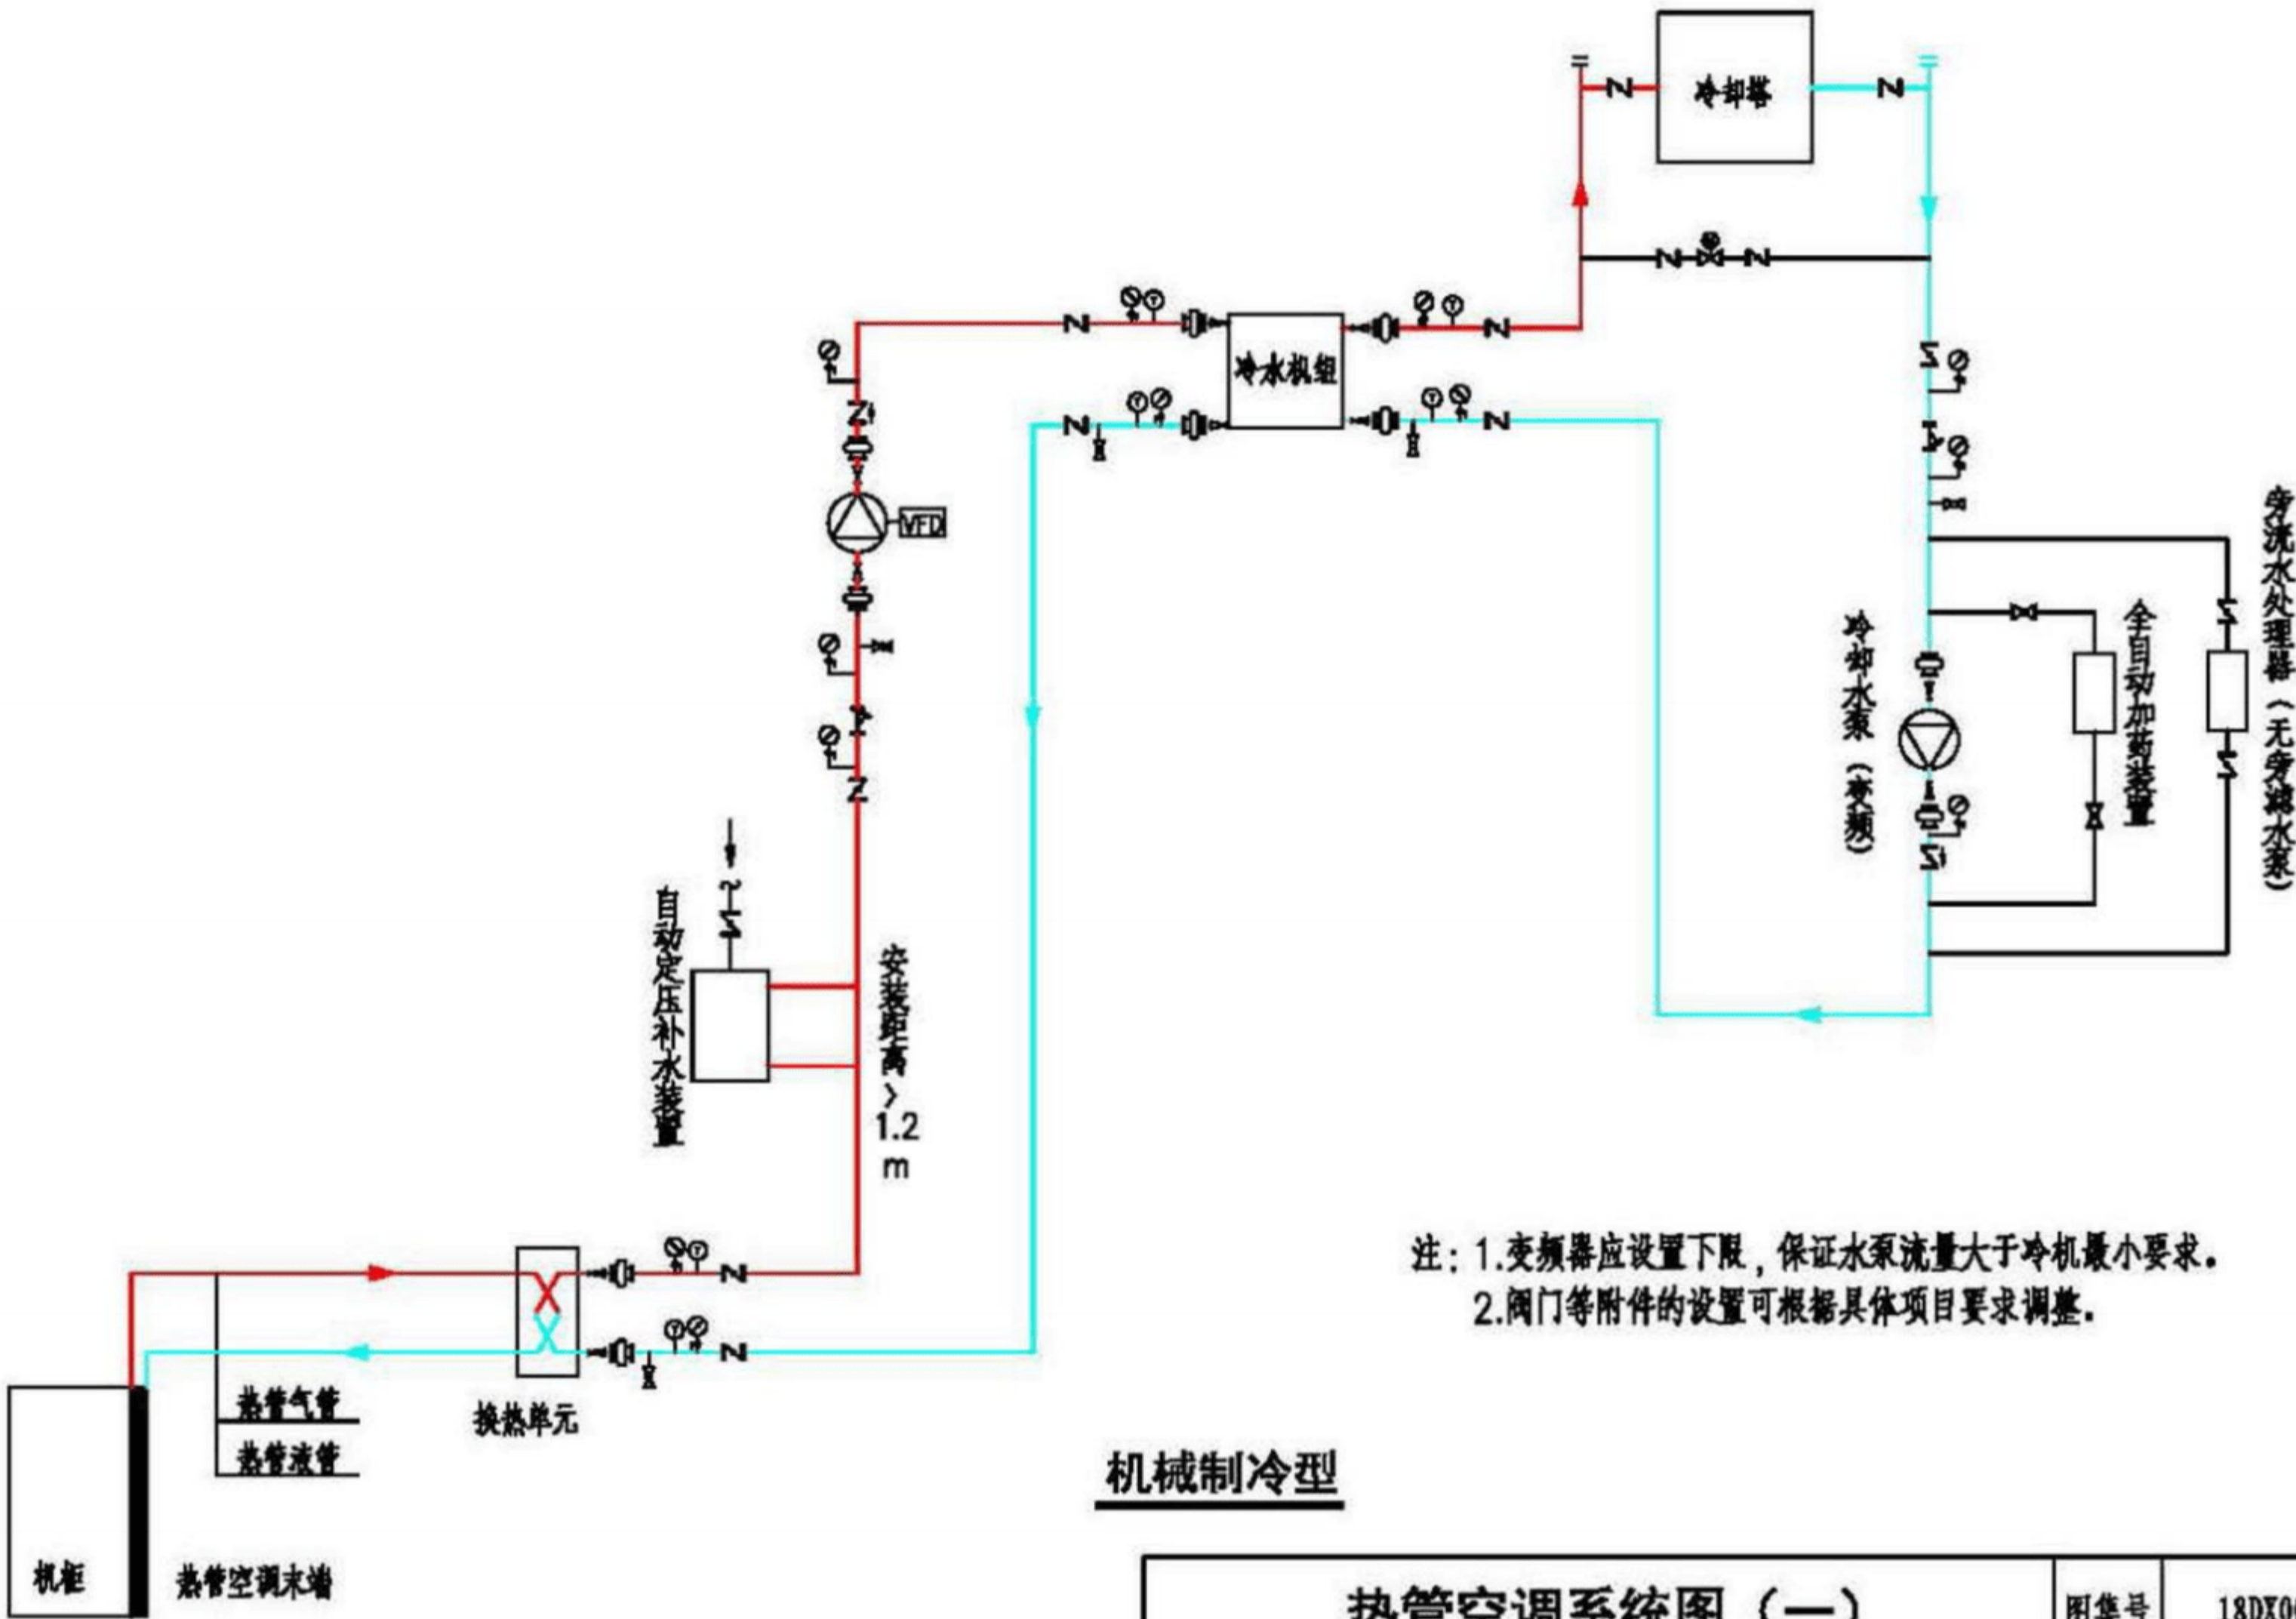 冷却塔
冷水机组
VFD
冷却水泵（变频）
全自动加药装置
旁流水处理器（无旁滤水泵）
自动定压补水装置
安装距离>1.2m
注：1.变频器应设置下限，保证水泵流量大于冷机最小要求。
2.阀门等附件的设置可根据具体项目要求调整。
热管气管
热管液管
换热单元
机械制冷型
机柜
热管空调末端
热管空调系统图（一）
图集号